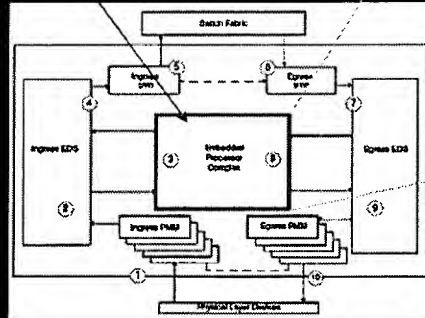 Switch Fabric
5
6
Ingress
Egress
4
7
Ingress EDS
Embedded
Processor
Complex
3
8
Egress EDS
2
9
Ingress PMM
Egress PMM
1
10
Physical Layer Devices